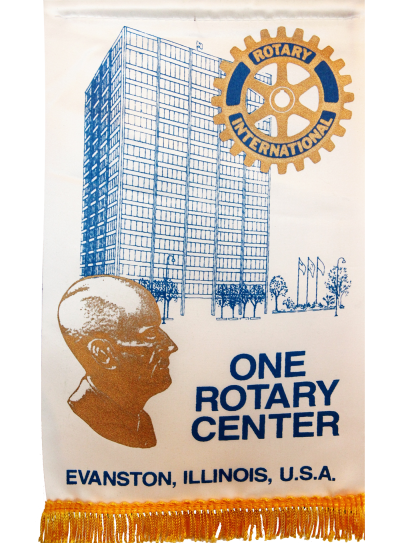 ROTARY
INTERNATIONAL
ONE
ROTARY
CENTER
EVANSTON, ILLINOIS, U.S.A.